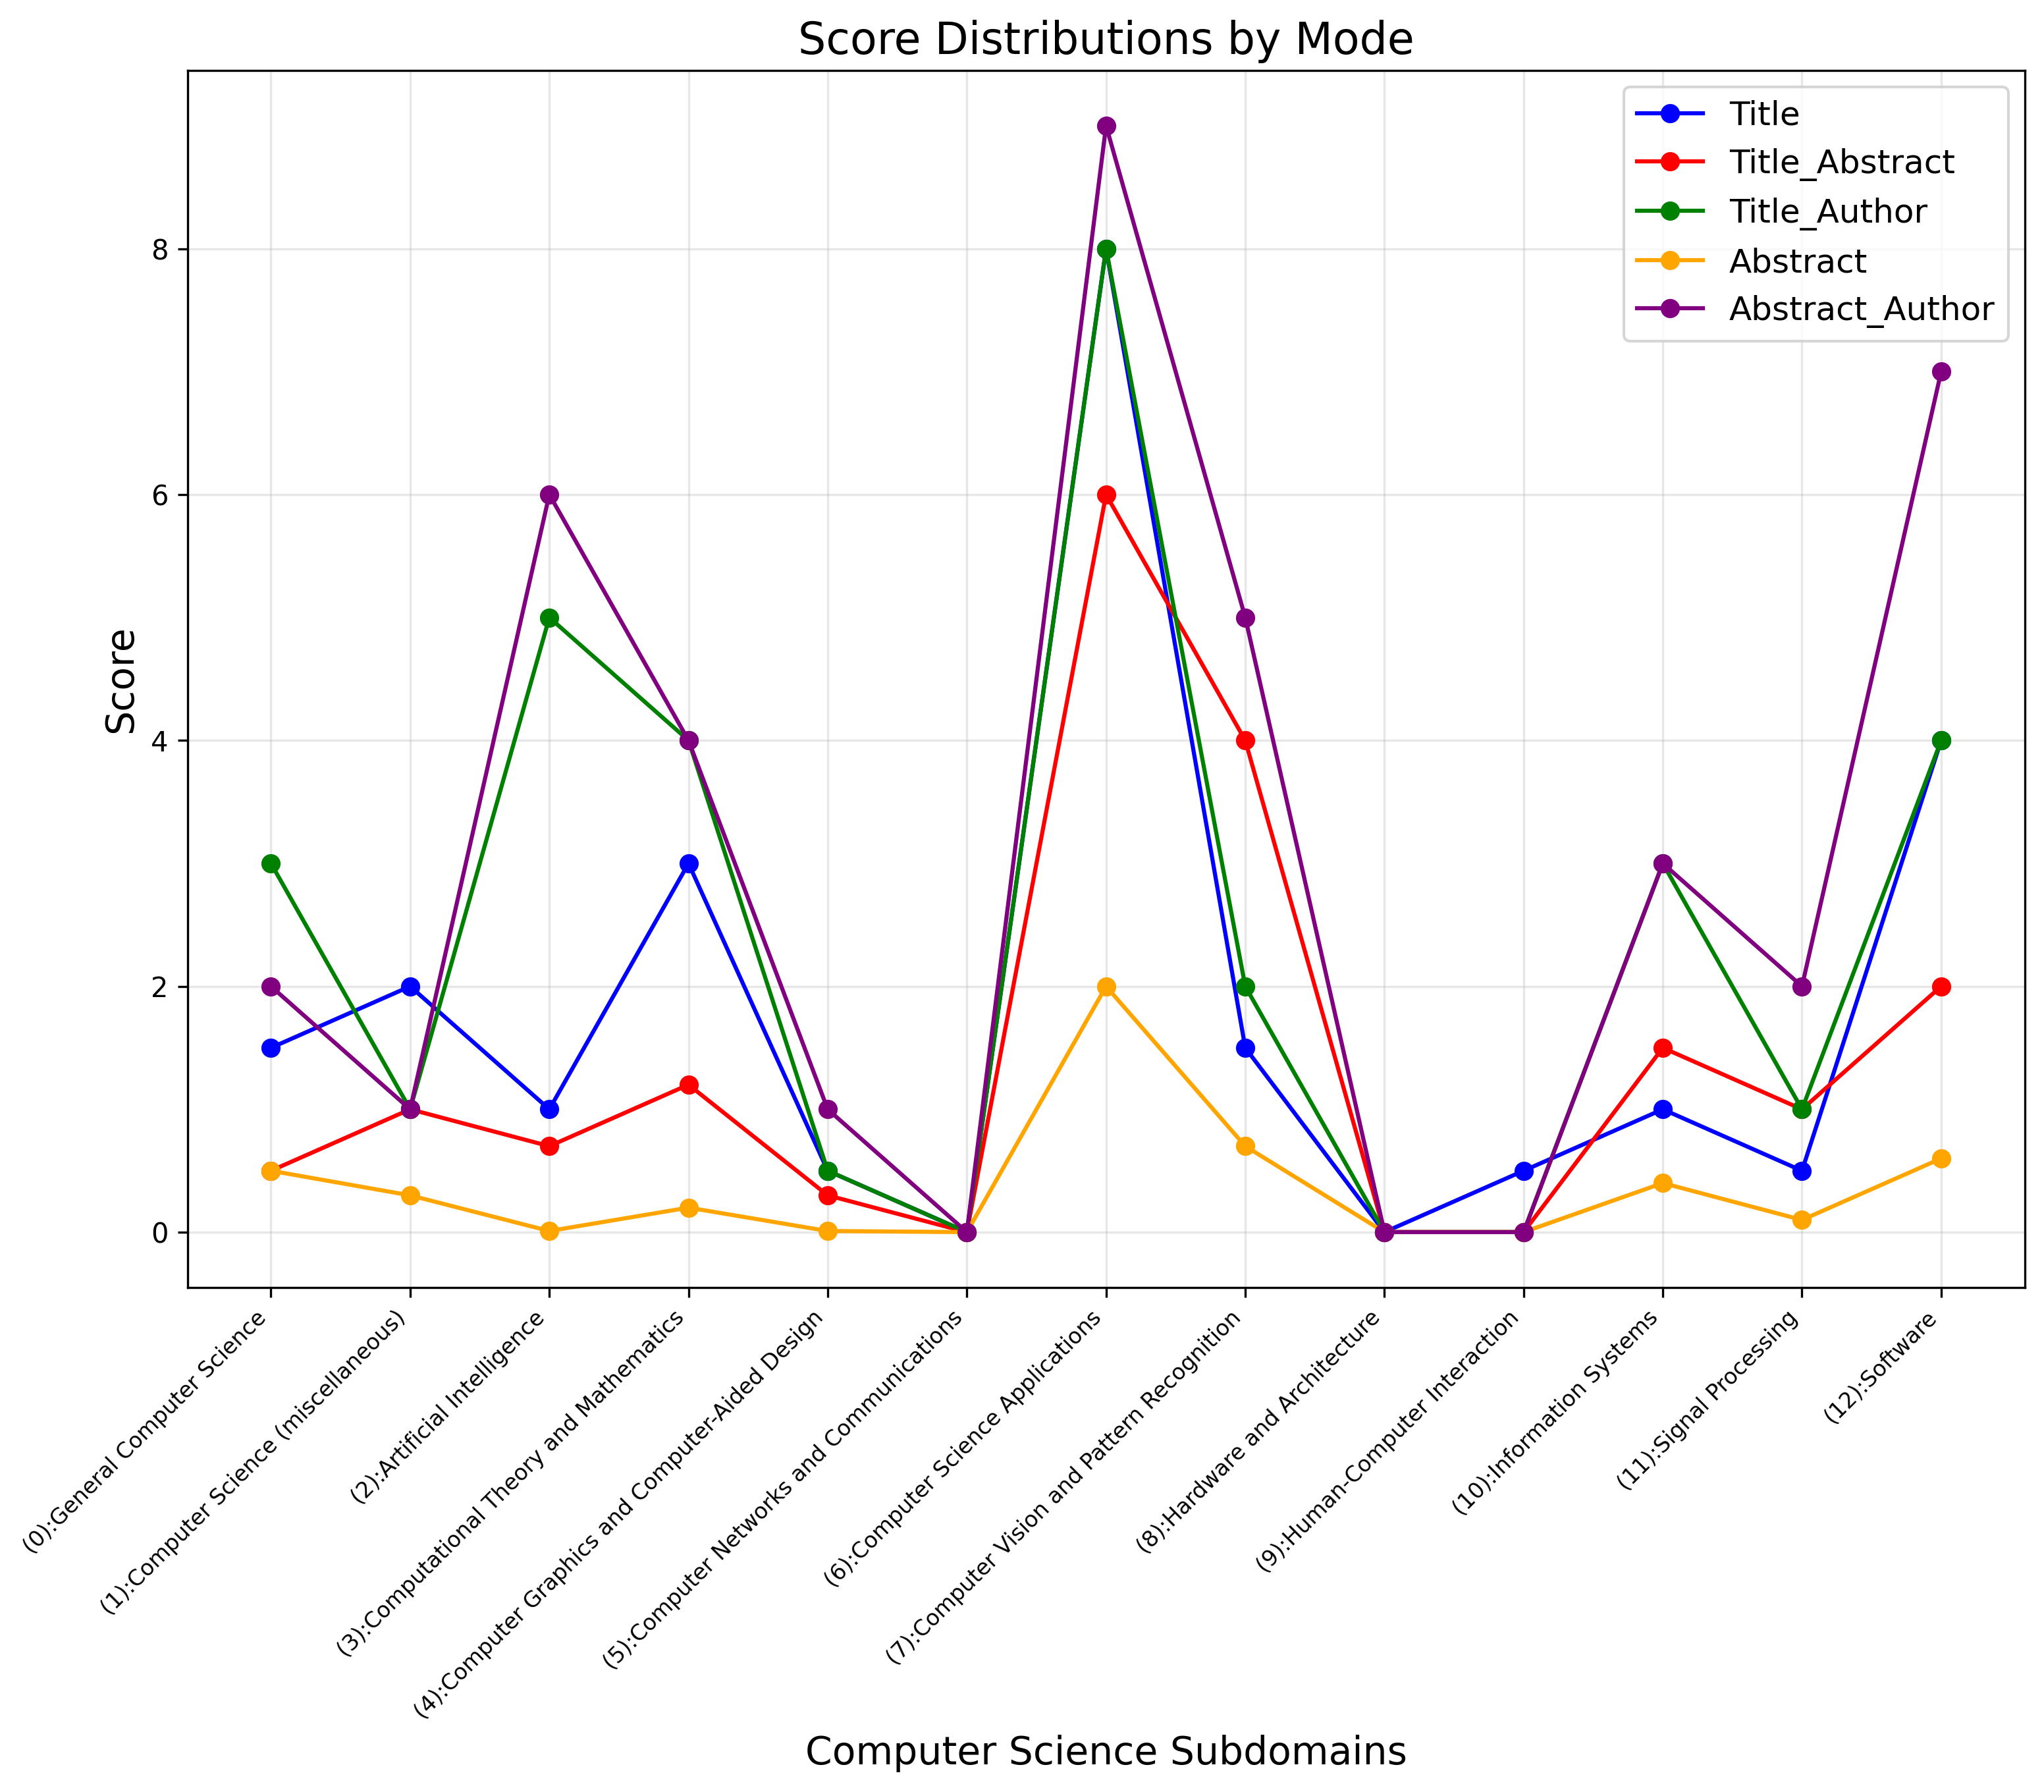 Score Distributions by Mode
Title
Title_Abstract
Title_Author
Abstract
Abstract_Author
Score
8
6
4
2
0
(0):General Computer Science
(1):Computer Science (miscellaneous)
(2):Artificial Intelligence
(3):Computational Theory and Mathematics
(4):Computer Graphics and Computer-Aided Design
(5):Computer Networks and Communications
(6):Computer Science Applications
(7):Computer Vision and Pattern Recognition
(8):Hardware and Architecture
(9):Human-Computer Interaction
(10):Information Systems
(11):Signal Processing
(12):Software
Computer Science Subdomains